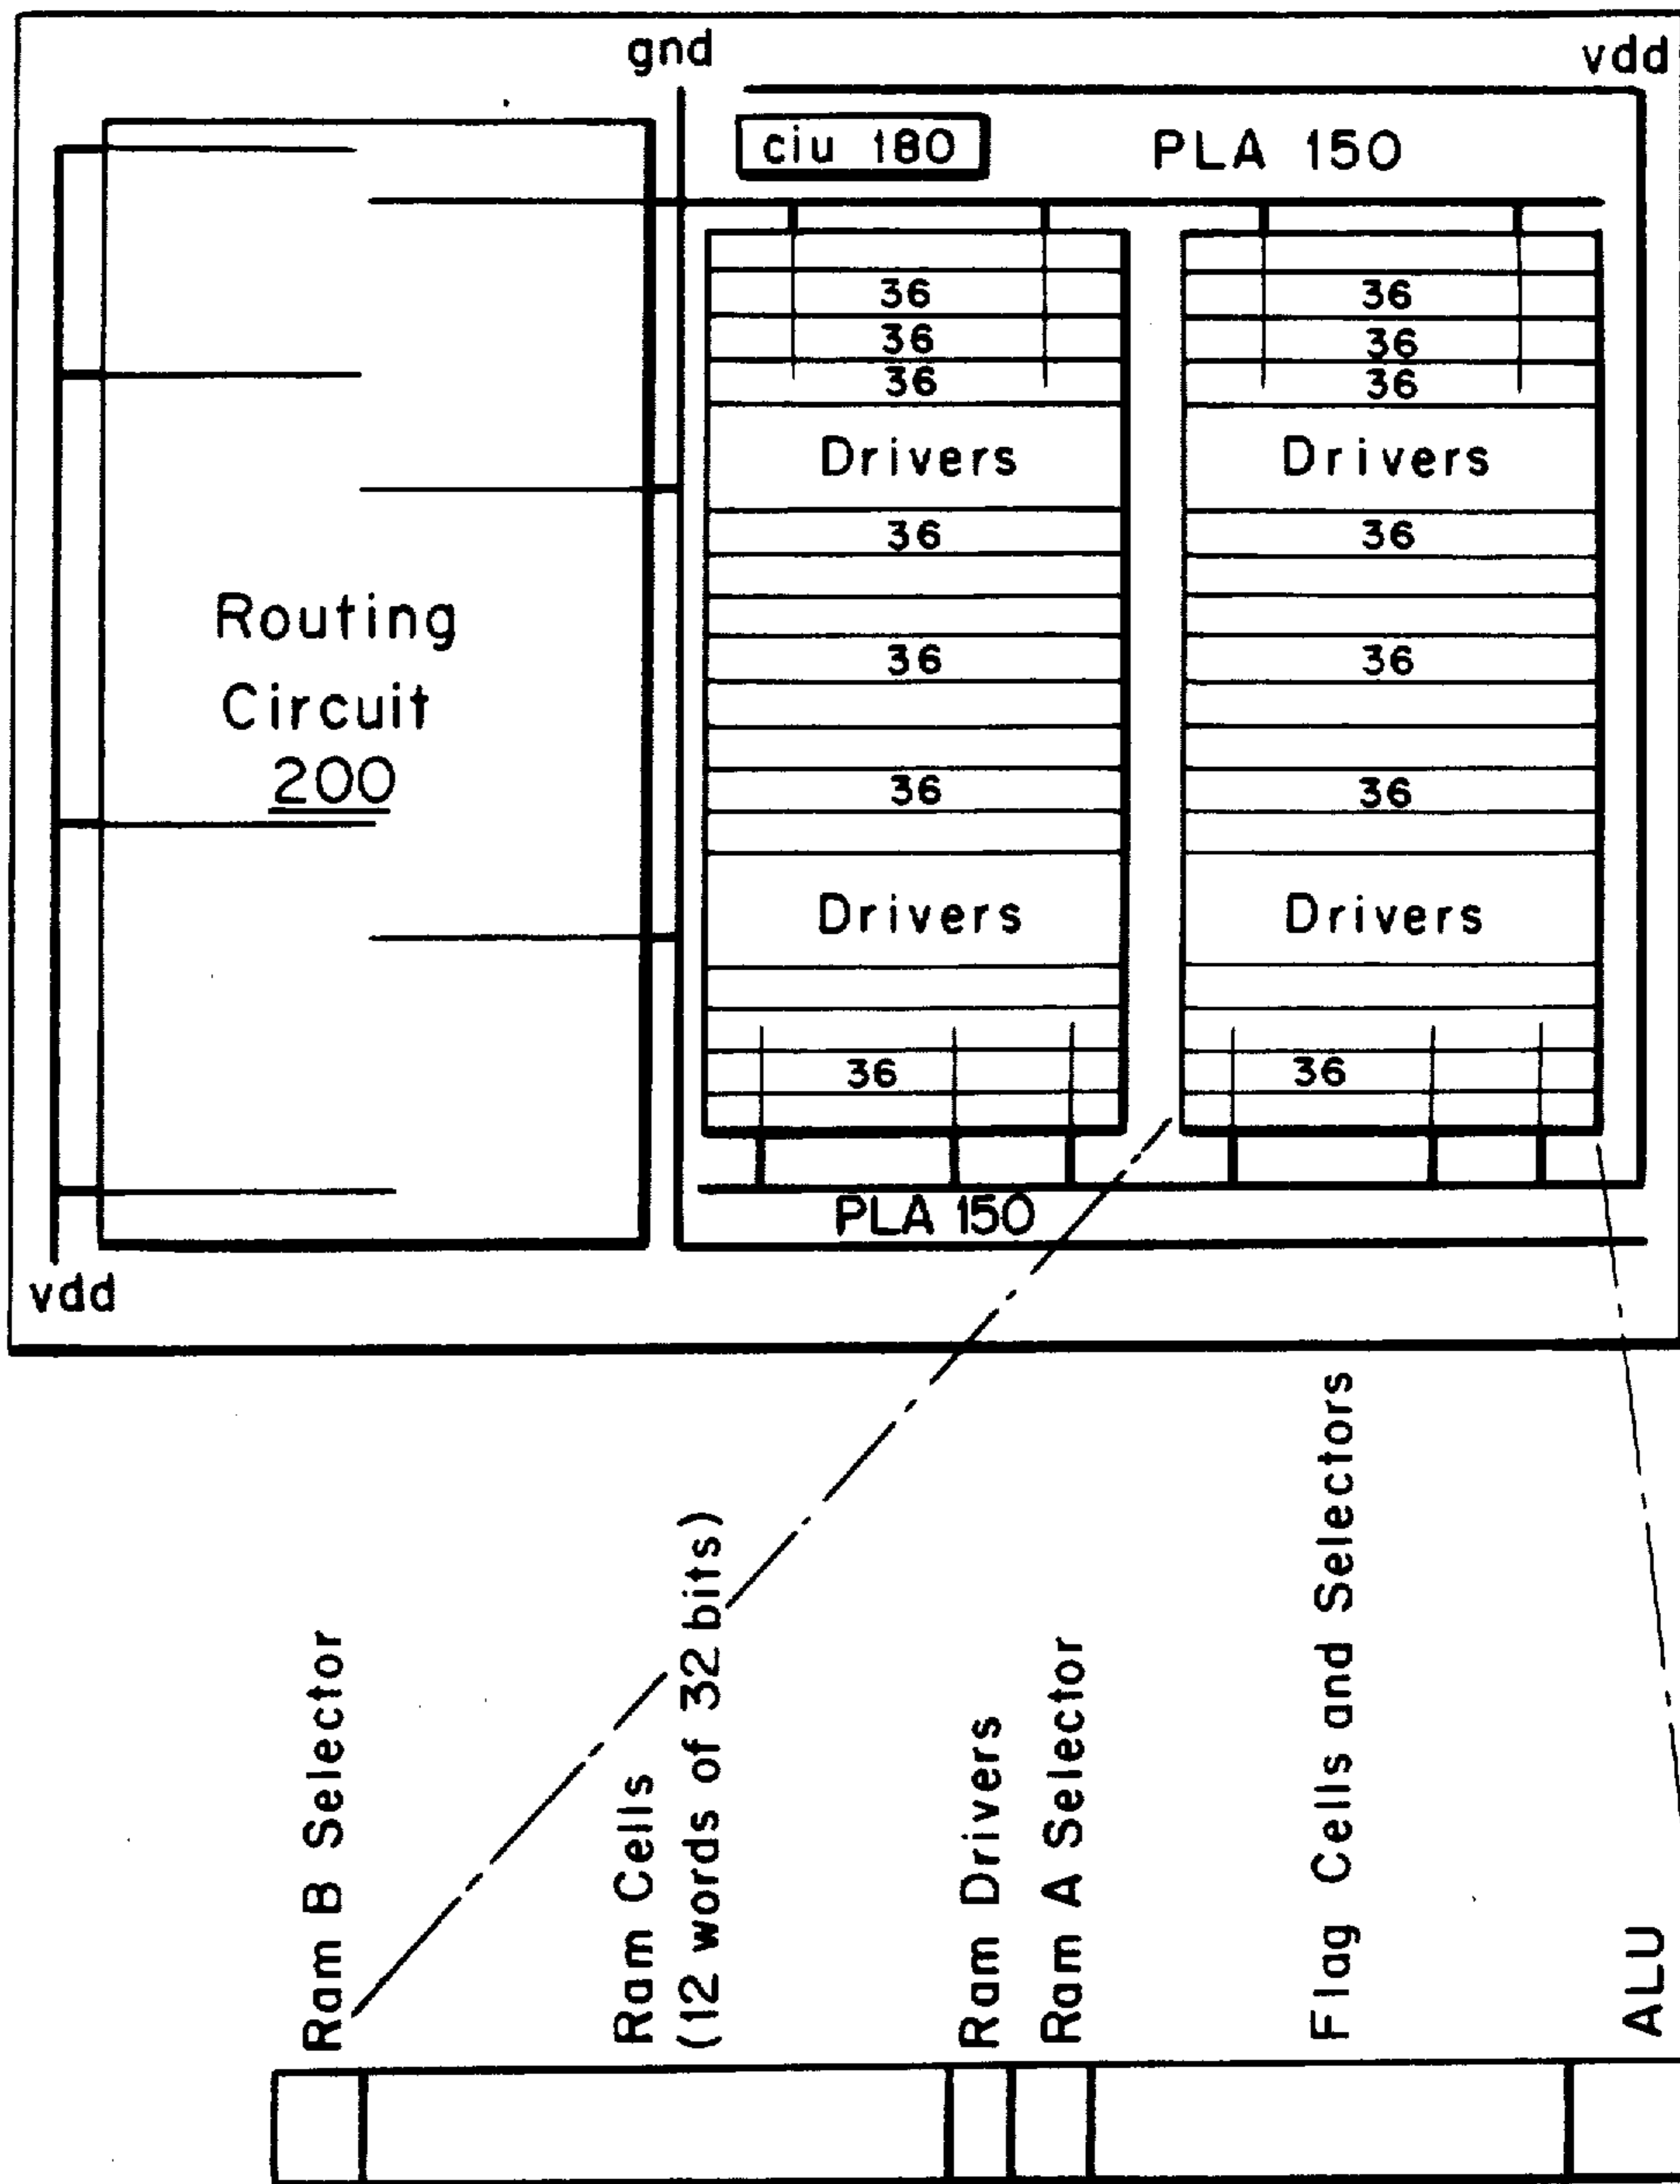 gnd
vdd
ciu 180
PLA 150
36
36
36
36
36
36
Drivers
Drivers
36
36
Routing
Circuit
200
36
36
36
36
Drivers
Drivers
36
36
PLA 150
vdd
Ram B Selector
Ram Cells
(12 words of 32 bits)
Ram Drivers
Ram A Selector
Flag Cells and Selectors
ALU